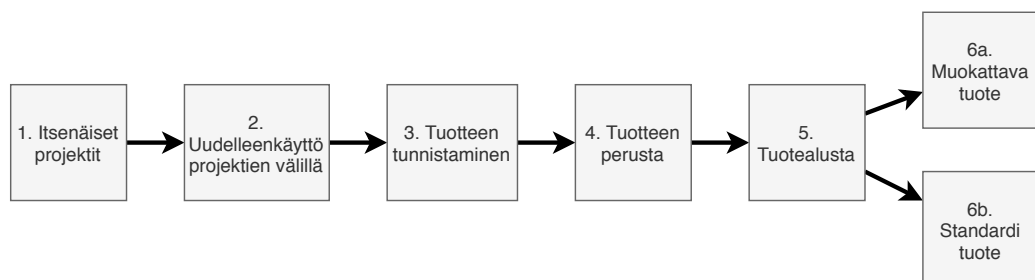 1. Itsenäiset
projektit
2.
Uudelleenkäyttö
projektien välillä
3. Tuotteen
tunnistaminen
4. Tuotteen
perusta
5.
Tuotealusta
6a.
Muokattava
tuote
6b.
Standardi
tuote